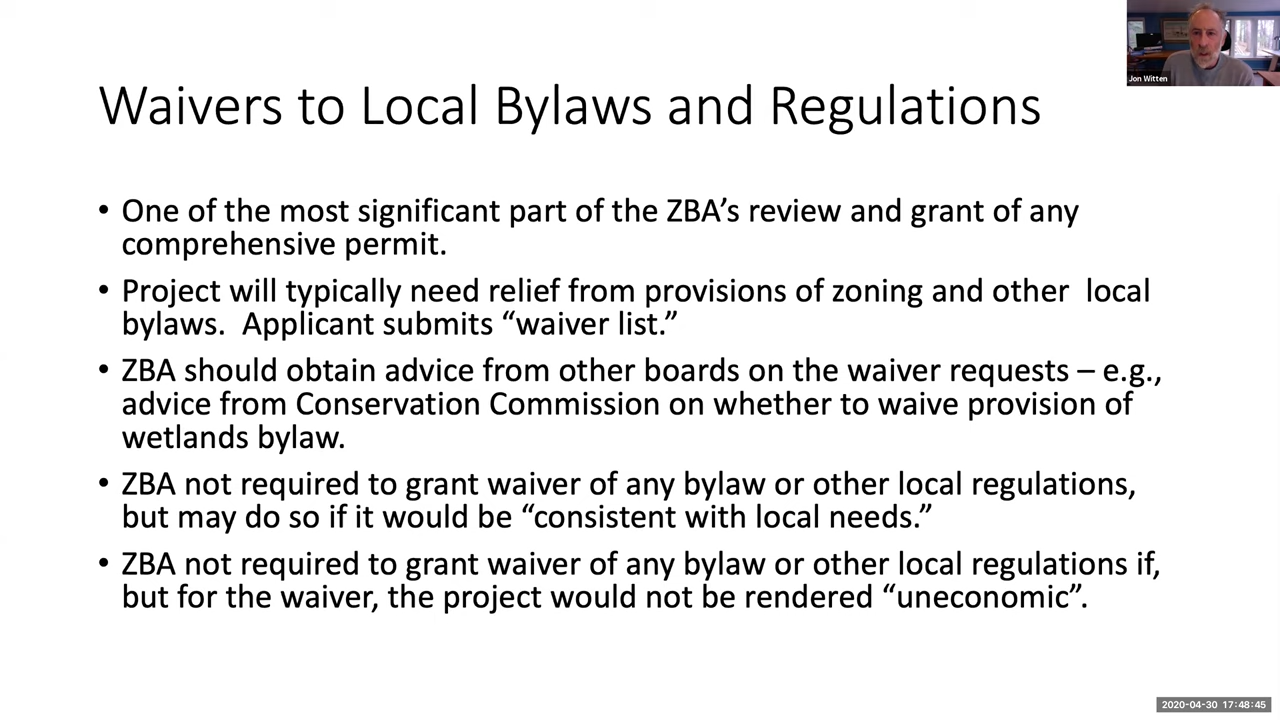 Jon Witten
Waivers to Local Bylaws and Regulations
• One of the most significant part of the ZBA’s review and grant of any
comprehensive permit.
• Project will typically need relief from provisions of zoning and other  local
bylaws.  Applicant submits “waiver list.”
• ZBA should obtain advice from other boards on the waiver requests – e.g.,
advice from Conservation Commission on whether to waive provision of
wetlands bylaw.
• ZBA not required to grant waiver of any bylaw or other local regulations,
but may do so if it would be “consistent with local needs.”
• ZBA not required to grant waiver of any bylaw or other local regulations if,
but for the waiver, the project would not be rendered “uneconomic”.
2020-04-30 17:48:45